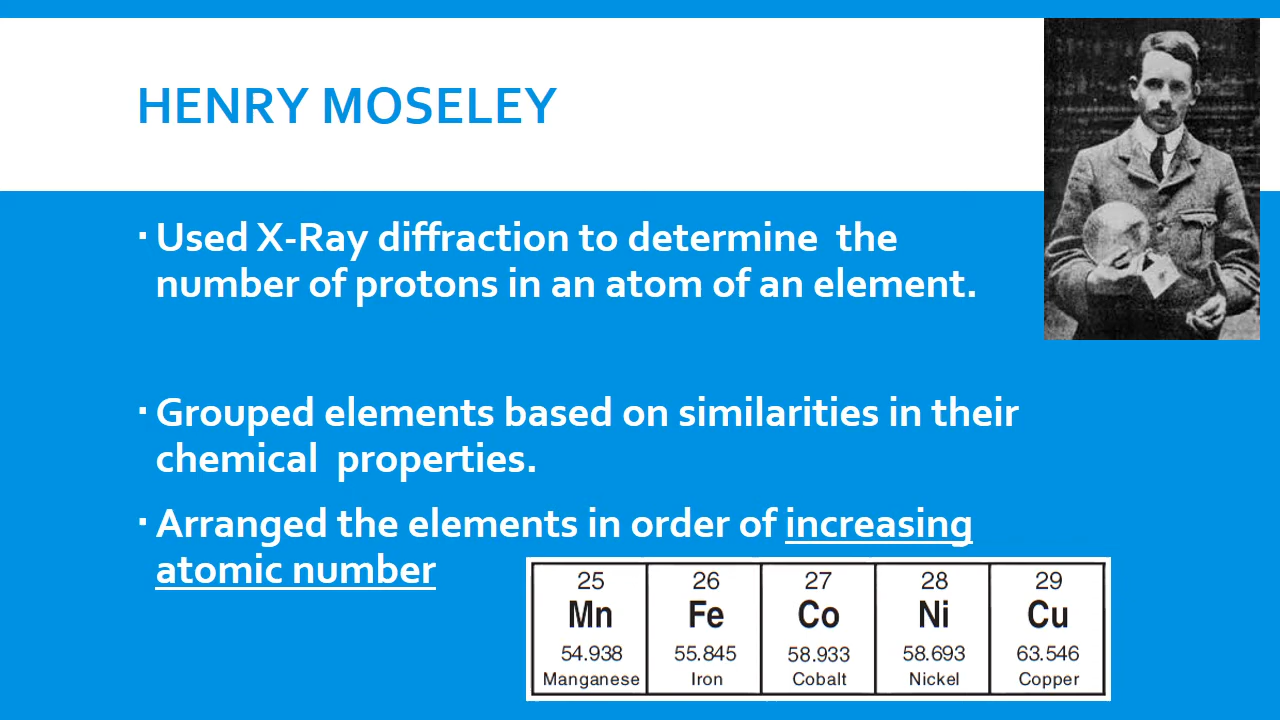 HENRY MOSELEY
▪ Used X-Ray diffraction to determine  the
number of protons in an atom of an element.
▪ Grouped elements based on similarities in their
chemical  properties.
▪ Arranged the elements in order of increasing
atomic number
25 26 27 28 29
Mn Fe Co Ni Cu
54.938 55.845 58.933 58.693 63.546
Manganese Iron Cobalt Nickel Copper